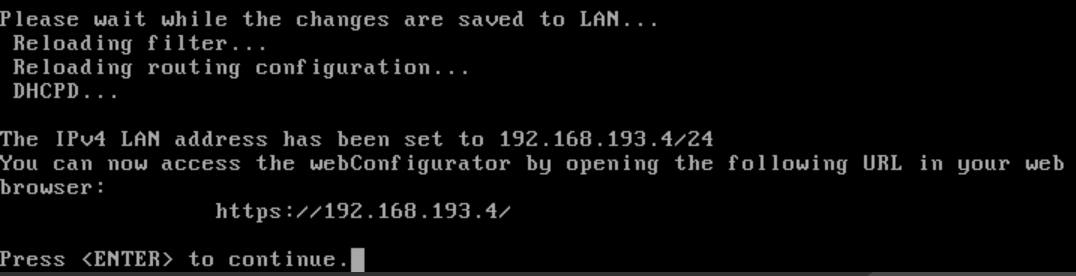 Please wait while the changes are saved to LAN...
Reloading filter...
Reloading routing configuration...
DHCPD...
The IPv4 LAN address has been set to 192.168.193.4/24
You can now access the webConfigurator by opening the following URL in your web
browser:
https://192.168.193.4/
Press <ENTER> to continue.